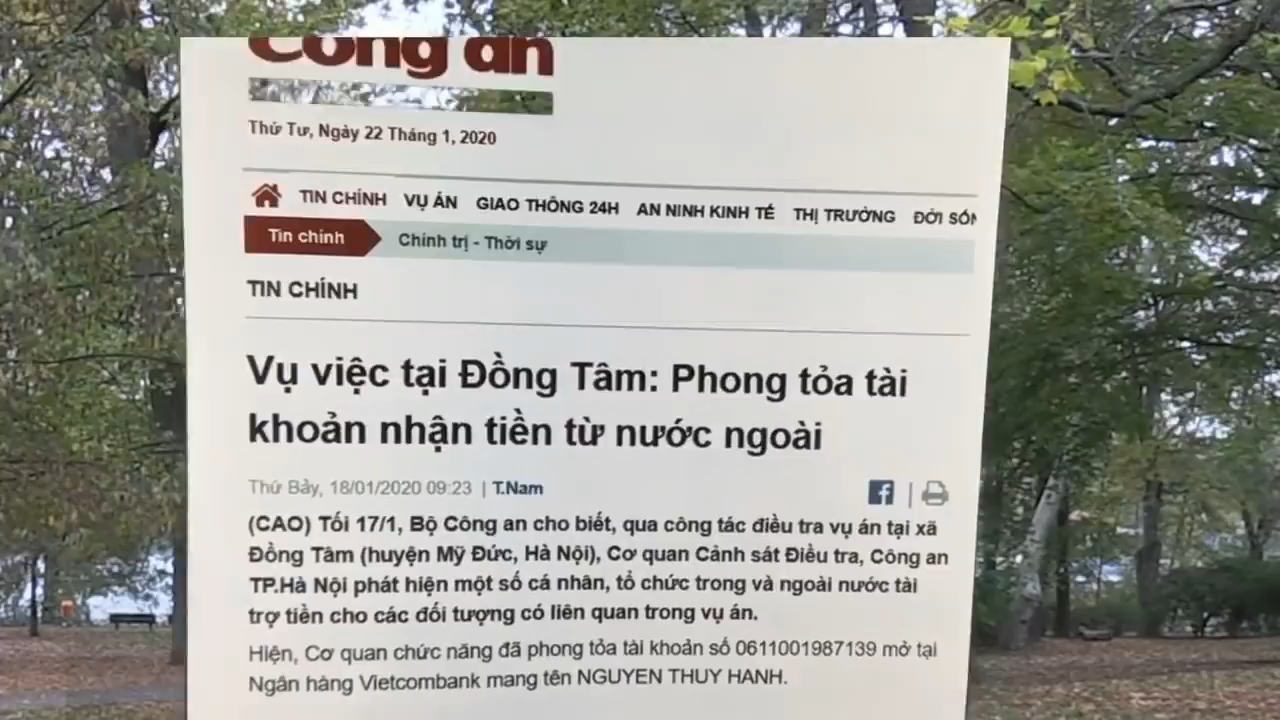 Công an
Thứ Tư, Ngày 22 Tháng 1, 2020
TIN CHÍNH VỤ ÁN GIAO THÔNG 24H AN NINH KINH TẾ THỊ TRƯỜNG ĐỜI SỐN
Tin chính Chính trị - Thời sự
TIN CHÍNH
Vụ việc tại Đồng Tâm: Phong tỏa tài
khoản nhận tiền từ nước ngoài
Thứ Bảy, 18/01/2020 09:23 | T.Nam
(CAO) Tối 17/1, Bộ Công an cho biết, qua công tác điều tra vụ án tại xã
Đồng Tâm (huyện Mỹ Đức, Hà Nội), Cơ quan Cảnh sát Điều tra, Công an
TP.Hà Nội phát hiện một số cá nhân, tổ chức trong và ngoài nước tài
trợ tiền cho các đối tượng có liên quan trong vụ án.
Hiện, Cơ quan chức năng đã phong tỏa tài khoản số 0611001987139 mở tại
Ngân hàng Vietcombank mang tên NGUYEN THUY HANH.